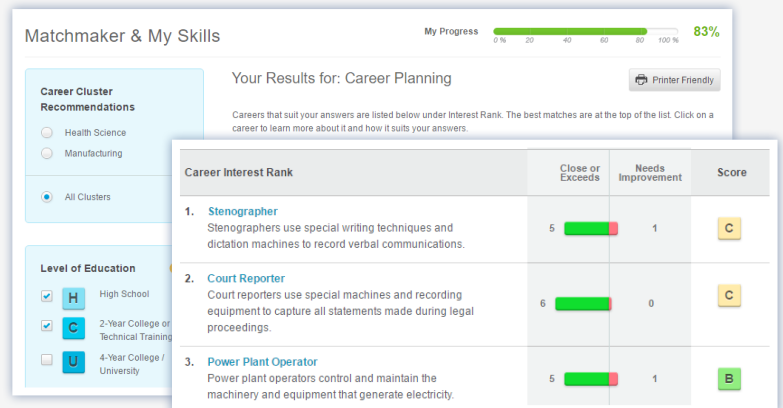 Matchmaker & My Skills
My Progress
83%
0 %
20
40
60
80
100 %
Career Cluster
Recommendations
Health Science
Manufacturing
All Clusters
Level of Education
H
High School
C
2-Year College or
Technical Training
U
4-Year College /
University
Your Results for: Career Planning
Printer Friendly
Careers that suit your answers are listed below under Interest Rank. The best matches are at the top of the list. Click on a
career to learn more about it and how it suits your answers.
Career Interest Rank
Close or
Exceeds
Needs
Improvement
Score
1. Stenographer
Stenographers use special writing techniques and
dictation machines to record verbal communications.
5
1
C
2. Court Reporter
Court reporters use special machines and recording
equipment to capture all statements made during legal
proceedings.
6
0
C
3. Power Plant Operator
Power plant operators control and maintain the
machinery and equipment that generate electricity.
5
1
B